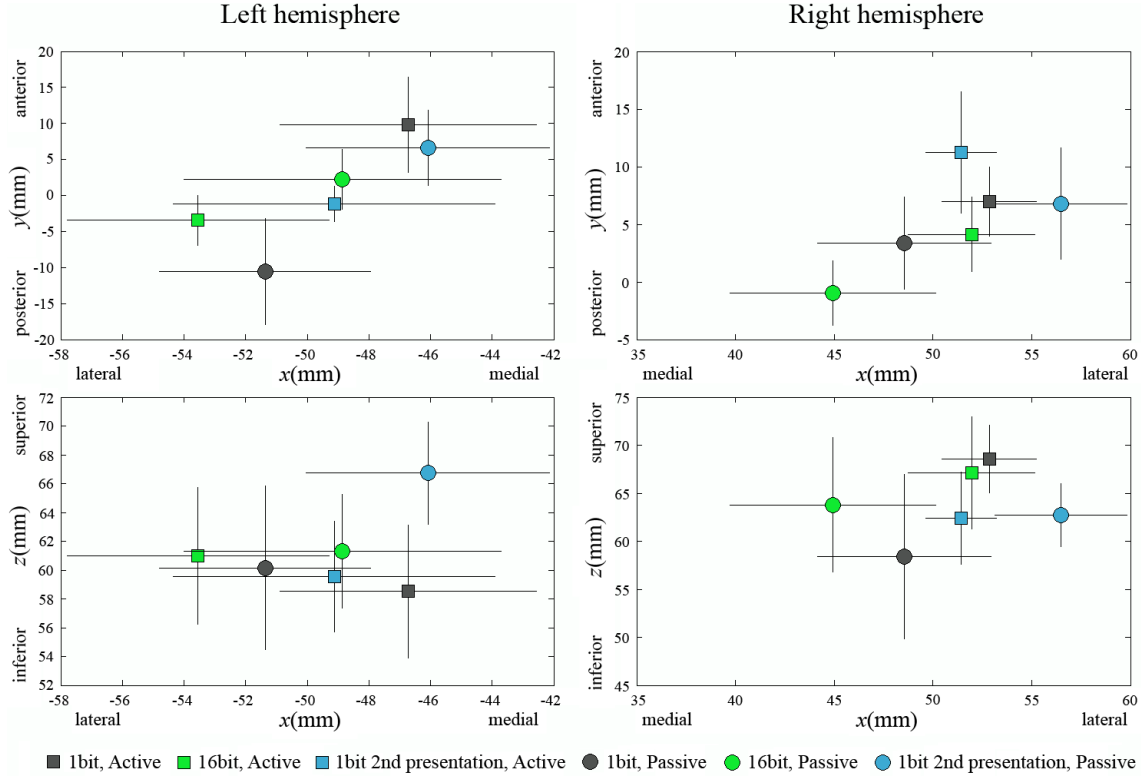 Left hemisphere
Right hemisphere
anterior
y(mm)
posterior
20
15
10
5
0
-5
-10
-15
-20
-58
-56
-54
-52
-50
-48
-46
-44
-42
lateral
x(mm)
medial
anterior
y(mm)
posterior
20
15
10
5
0
-5
35
40
45
50
55
60
medial
x(mm)
lateral
superior
z(mm)
inferior
72
70
68
66
64
62
60
58
56
54
52
-58
-56
-54
-52
-50
-48
-46
-44
-42
lateral
x(mm)
medial
superior
z(mm)
inferior
75
70
65
60
55
50
45
35
40
45
50
55
60
medial
x(mm)
lateral
1bit, Active
16bit, Active
1bit 2nd presentation, Active
1bit, Passive
16bit, Passive
1bit 2nd presentation, Passive